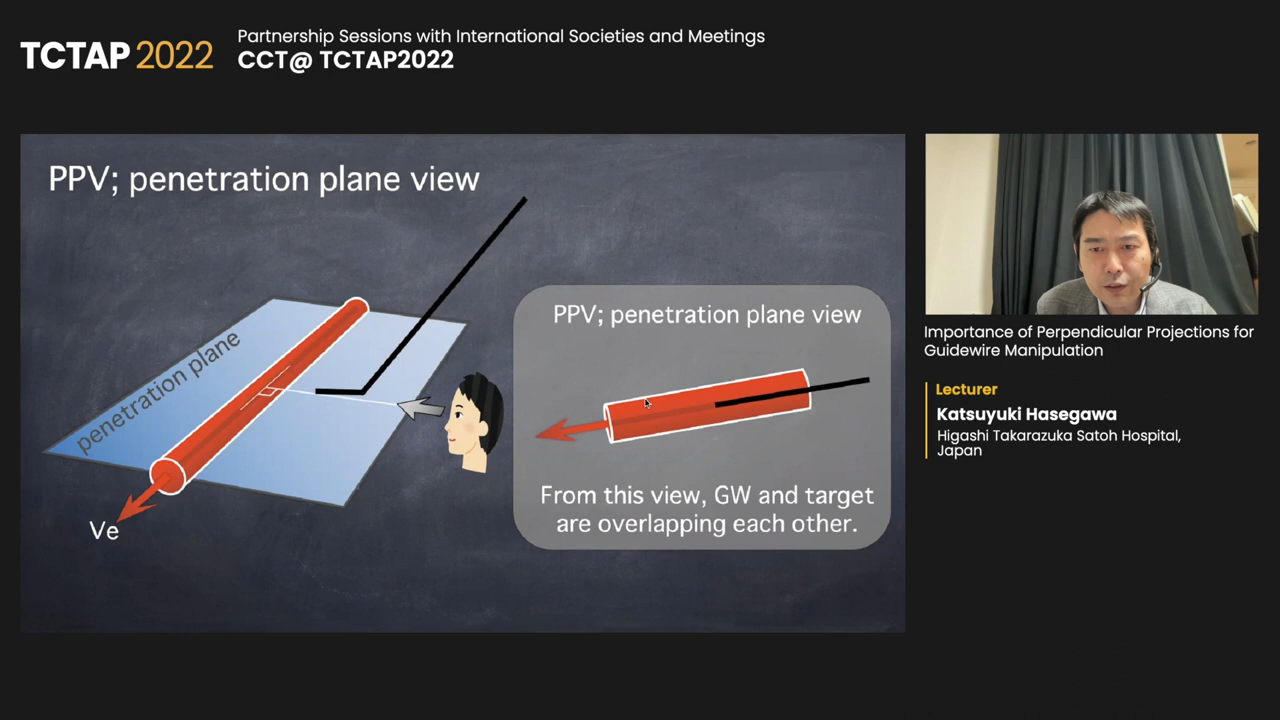 TCTAP 2022
Partnership Sessions with International Societies and Meetings
CCT@ TCTAP2022
PPV; penetration plane view
penetration plane
Ve
PPV; penetration plane view
From this view, GW and target
are overlapping each other.
Importance of Perpendicular Projections for
Guidewire Manipulation
Lecturer
Katsuyuki Hasegawa
Higashi Takarazuka Satoh Hospital,
Japan